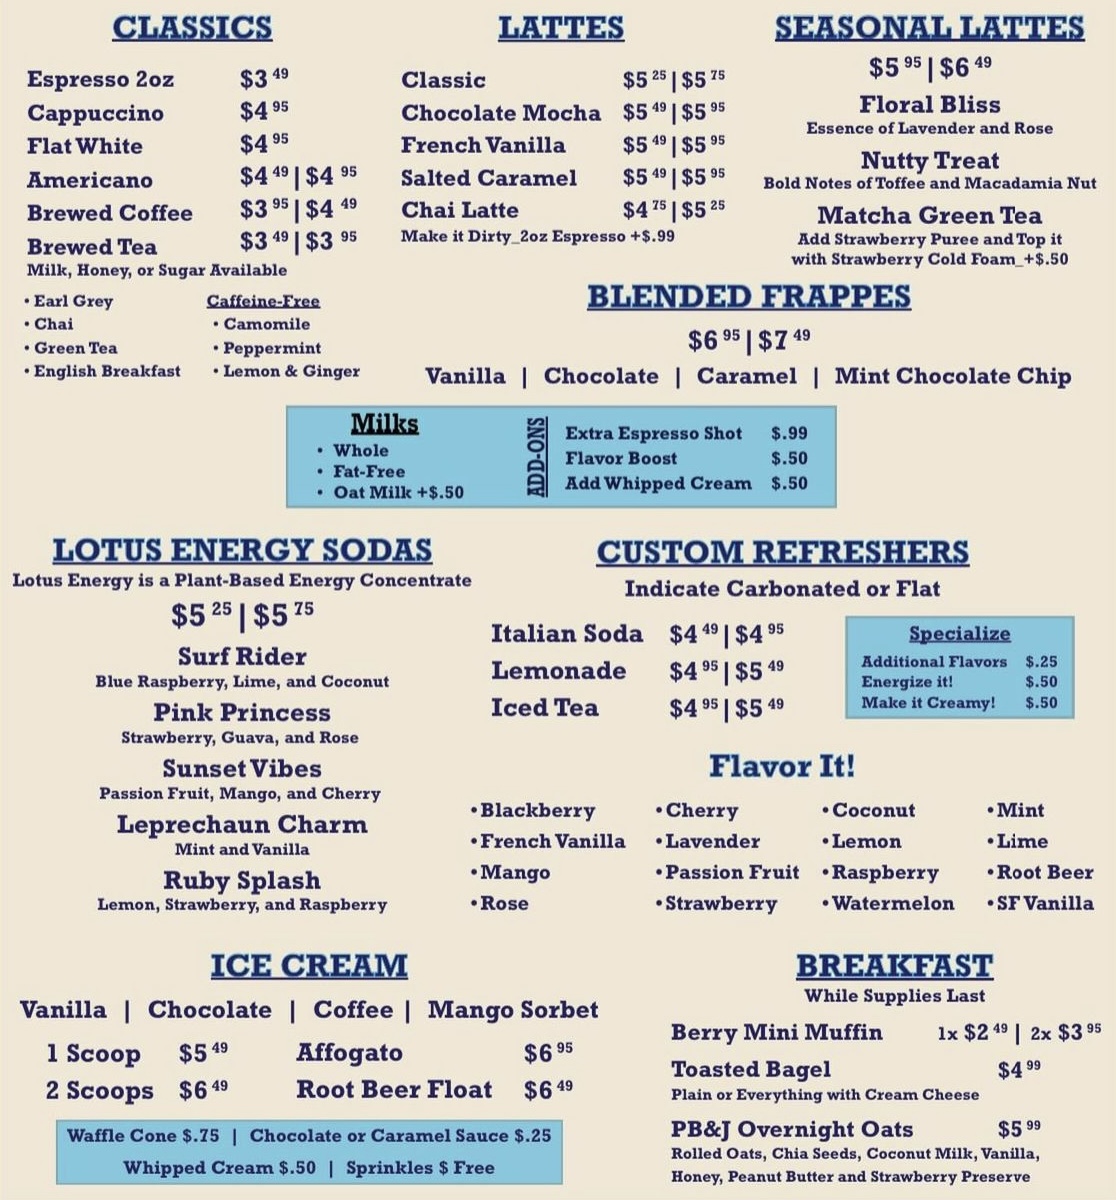 CLASSICS
Espresso 2oz $3 49
Cappuccino $4 95
Flat White $4 95
Americano $4 49 | $4 95
Brewed Coffee $3 95 | $4 49
Brewed Tea $3 49 | $3 95
Milk, Honey, or Sugar Available
• Earl Grey
• Chai
• Green Tea
• English Breakfast
Caffeine-Free
• Camomile
• Peppermint
• Lemon & Ginger
LATTES
Classic $5 25 | $5 75
Chocolate Mocha $5 49 | $5 95
French Vanilla $5 49 | $5 95
Salted Caramel $5 49 | $5 95
Chai Latte $4 75 | $5 25
Make it Dirty_2oz Espresso +$.99
SEASONAL LATTES
$5 95 | $6 49
Floral Bliss
Essence of Lavender and Rose
Nutty Treat
Bold Notes of Toffee and Macadamia Nut
Matcha Green Tea
Add Strawberry Puree and Top it
with Strawberry Cold Foam_+$.50
BLENDED FRAPPES
$6 95 | $7 49
Vanilla | Chocolate | Caramel | Mint Chocolate Chip
Milks
• Whole
• Fat-Free
• Oat Milk +$.50
ADD-ONS
Extra Espresso Shot $.99
Flavor Boost $.50
Add Whipped Cream $.50
LOTUS ENERGY SODAS
Lotus Energy is a Plant-Based Energy Concentrate
$5 25 | $5 75
Surf Rider
Blue Raspberry, Lime, and Coconut
Pink Princess
Strawberry, Guava, and Rose
Sunset Vibes
Passion Fruit, Mango, and Cherry
Leprechaun Charm
Mint and Vanilla
Ruby Splash
Lemon, Strawberry, and Raspberry
CUSTOM REFRESHERS
Indicate Carbonated or Flat
Italian Soda $4 49 | $4 95
Lemonade $4 95 | $5 49
Iced Tea $4 95 | $5 49
Specialize
Additional Flavors $.25
Energize it! $.50
Make it Creamy! $.50
Flavor It!
• Blackberry • Cherry • Coconut • Mint
• French Vanilla • Lavender • Lemon • Lime
• Mango • Passion Fruit • Raspberry • Root Beer
• Rose • Strawberry • Watermelon • SF Vanilla
ICE CREAM
Vanilla | Chocolate | Coffee | Mango Sorbet
1 Scoop $5 49 Affogato $6 95
2 Scoops $6 49 Root Beer Float $6 49
Waffle Cone $.75 | Chocolate or Caramel Sauce $.25
Whipped Cream $.50 | Sprinkles $ Free
BREAKFAST
While Supplies Last
Berry Mini Muffin 1x $2 49 | 2x $3 95
Toasted Bagel $4 99
Plain or Everything with Cream Cheese
PB&J Overnight Oats $5 99
Rolled Oats, Chia Seeds, Coconut Milk, Vanilla,
Honey, Peanut Butter and Strawberry Preserve